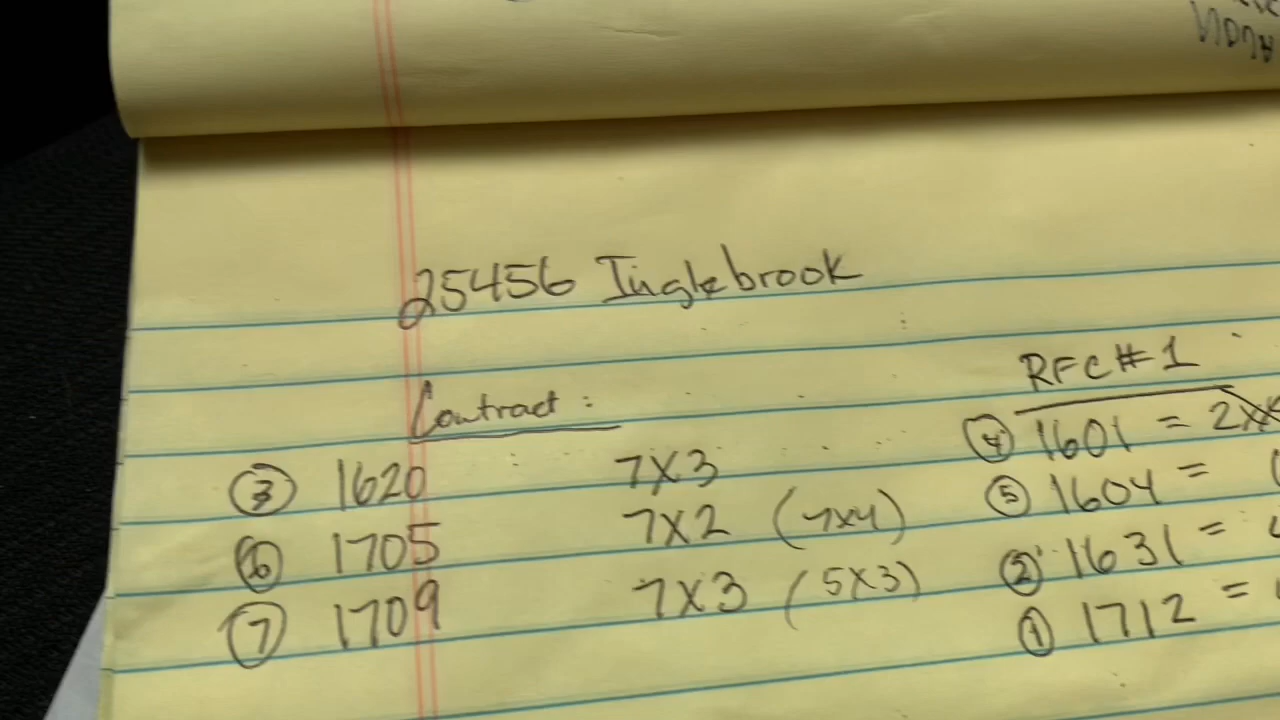 25456 Inglebrook
Contract:
③ 1620 7X3
⑥ 1705 7X2 (7x4)
⑦ 1709 7X3 (5X3)
RFC#1
④ 1601 =
⑤ 1604 =
② 1631 =
① 1712 =